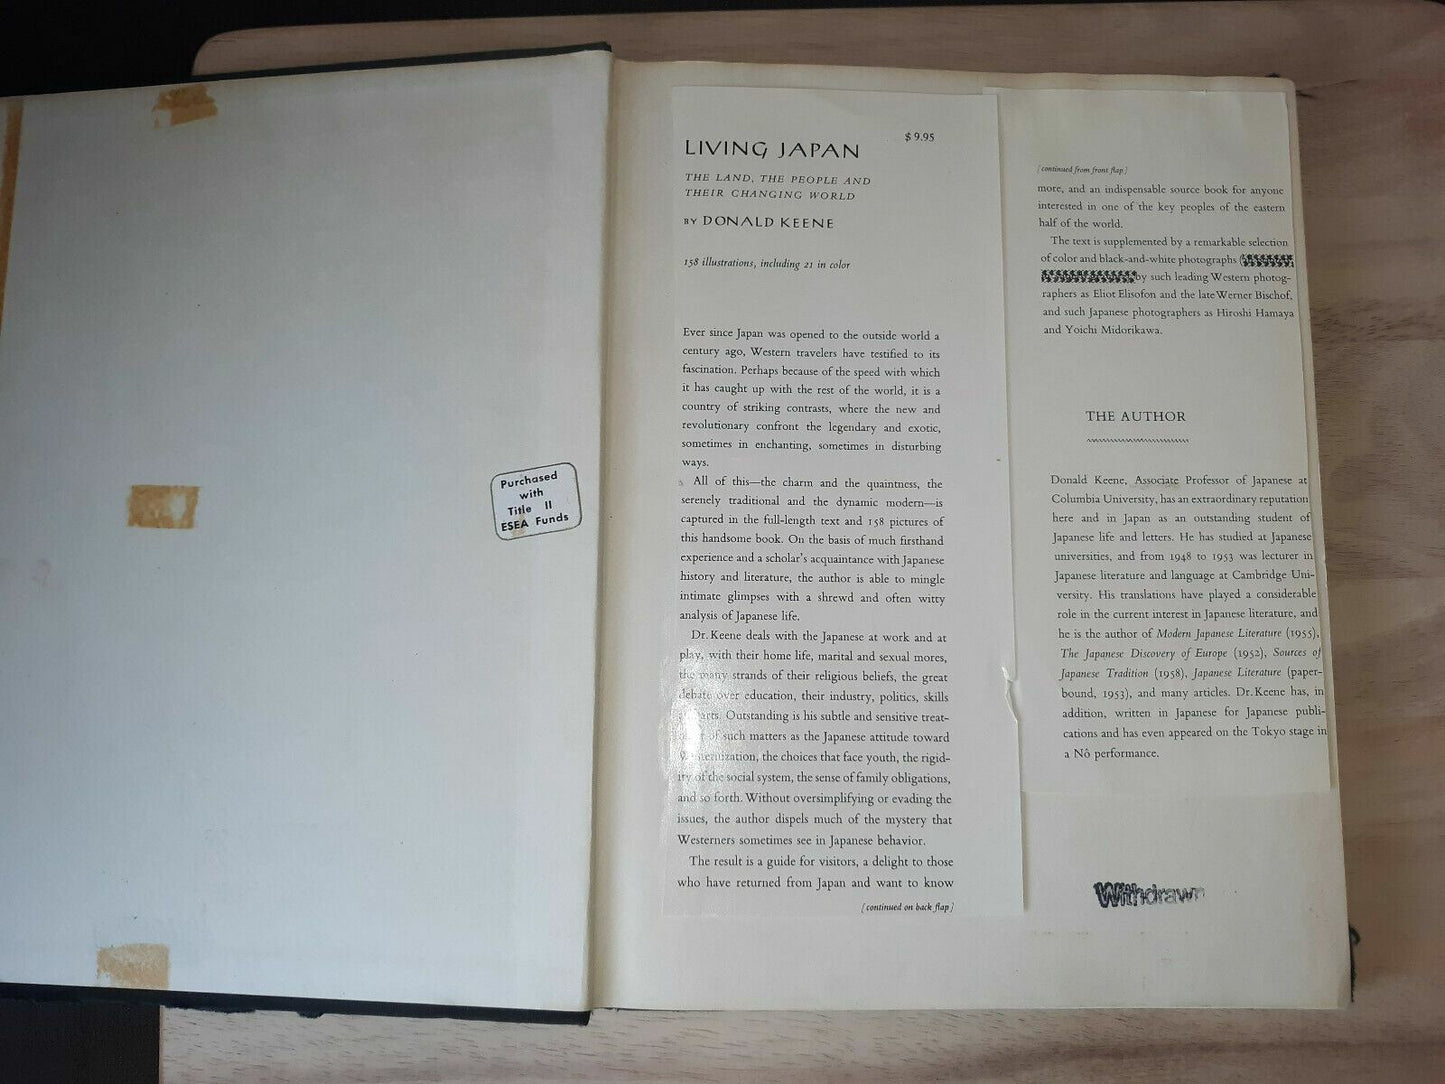 Purchased
with
Title II
ESEA Funds
$ 9.95
LIVING JAPAN
THE LAND, THE PEOPLE AND
THEIR CHANGING WORLD
BY DONALD KEENE
158 illustrations, including 21 in color
Ever since Japan was opened to the outside world a
century ago, Western travelers have testified to its
fascination. Perhaps because of the speed with which
it has caught up with the rest of the world, it is a
country of striking contrasts, where the new and
revolutionary confront the legendary and exotic,
sometimes in enchanting, sometimes in disturbing
ways.
All of this—the charm and the quaintness, the
serenely traditional and the dynamic modern—is
captured in the full-length text and 158 pictures of
this handsome book. On the basis of much firsthand
experience and a scholar's acquaintance with Japanese
history and literature, the author is able to mingle
intimate glimpses with a shrewd and often witty
analysis of Japanese life.
Dr. Keene deals with the Japanese at work and at
play, with their home life, marital and sexual mores,
the many strands of their religious beliefs, the great
debate over education, their industry, politics, skills
arts. Outstanding is his subtle and sensitive treat-
of such matters as the Japanese attitude toward
the choices that face youth, the rigid-
ity of the social system, the sense of family obligations,
and so forth. Without oversimplifying or evading the
issues, the author dispels much of the mystery that
Westerners sometimes see in Japanese behavior.
The result is a guide for visitors, a delight to those
who have returned from Japan and want to know
[continued on back flap]
[continued from front flap]
more, and an indispensable source book for anyone
interested in one of the key peoples of the eastern
half of the world.
The text is supplemented by a remarkable selection
of color and black-and-white photographs
by such leading Western photog-
raphers as Eliot Elisofon and the late Werner Bischof,
and such Japanese photographers as Hiroshi Hamaya
and Yoichi Midorikawa.
THE AUTHOR
Donald Keene, Associate Professor of Japanese at
Columbia University, has an extraordinary reputation
here and in Japan as an outstanding student of
Japanese life and letters. He has studied at Japanese
universities, and from 1948 to 1953 was lecturer in
Japanese literature and language at Cambridge Uni-
versity. His translations have played a considerable
role in the current interest in Japanese literature, and
he is the author of Modern Japanese Literature (1955),
The Japanese Discovery of Europe (1952), Sources of
Japanese Tradition (1958), Japanese Literature (paper-
bound, 1953), and many articles. Dr. Keene has, in
addition, written in Japanese for Japanese publi-
cations and has even appeared on the Tokyo stage in
a Nô performance.
Withdrawn